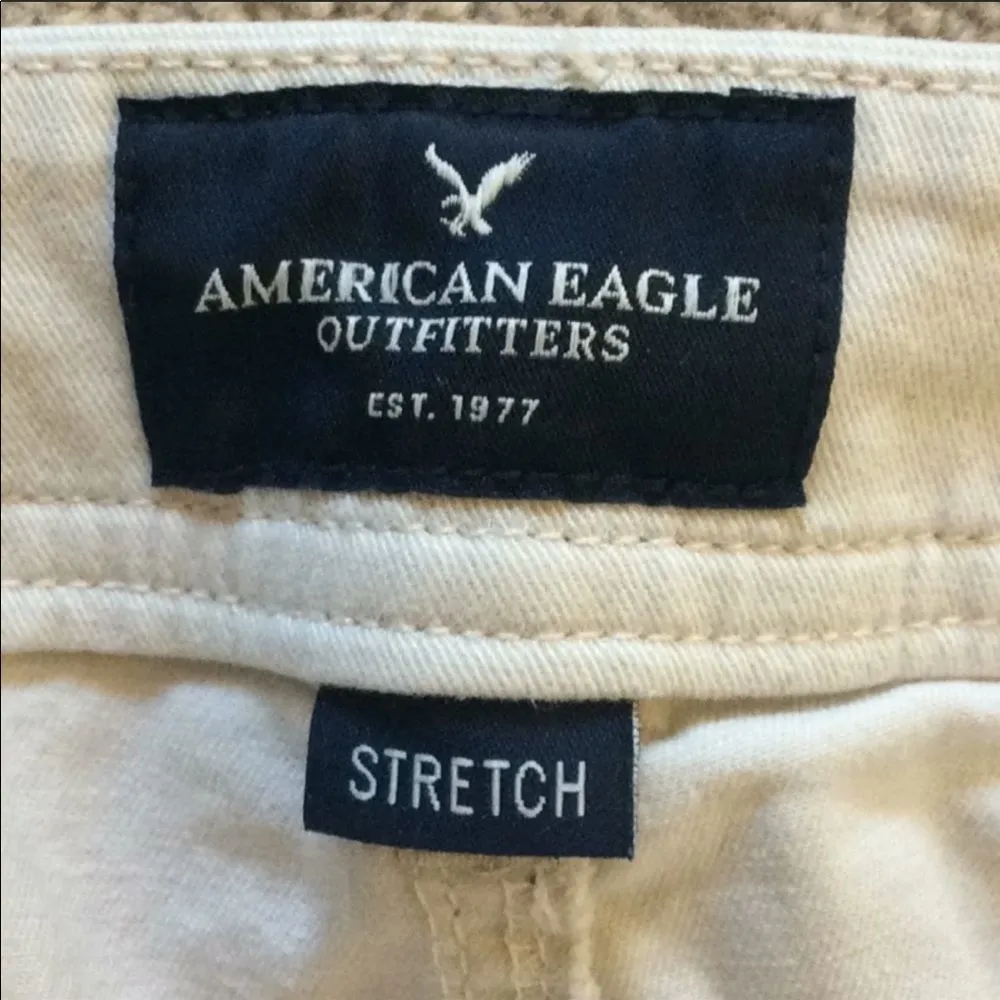 AMERICAN EAGLE
OUTFITTERS
EST. 1977
STRETCH